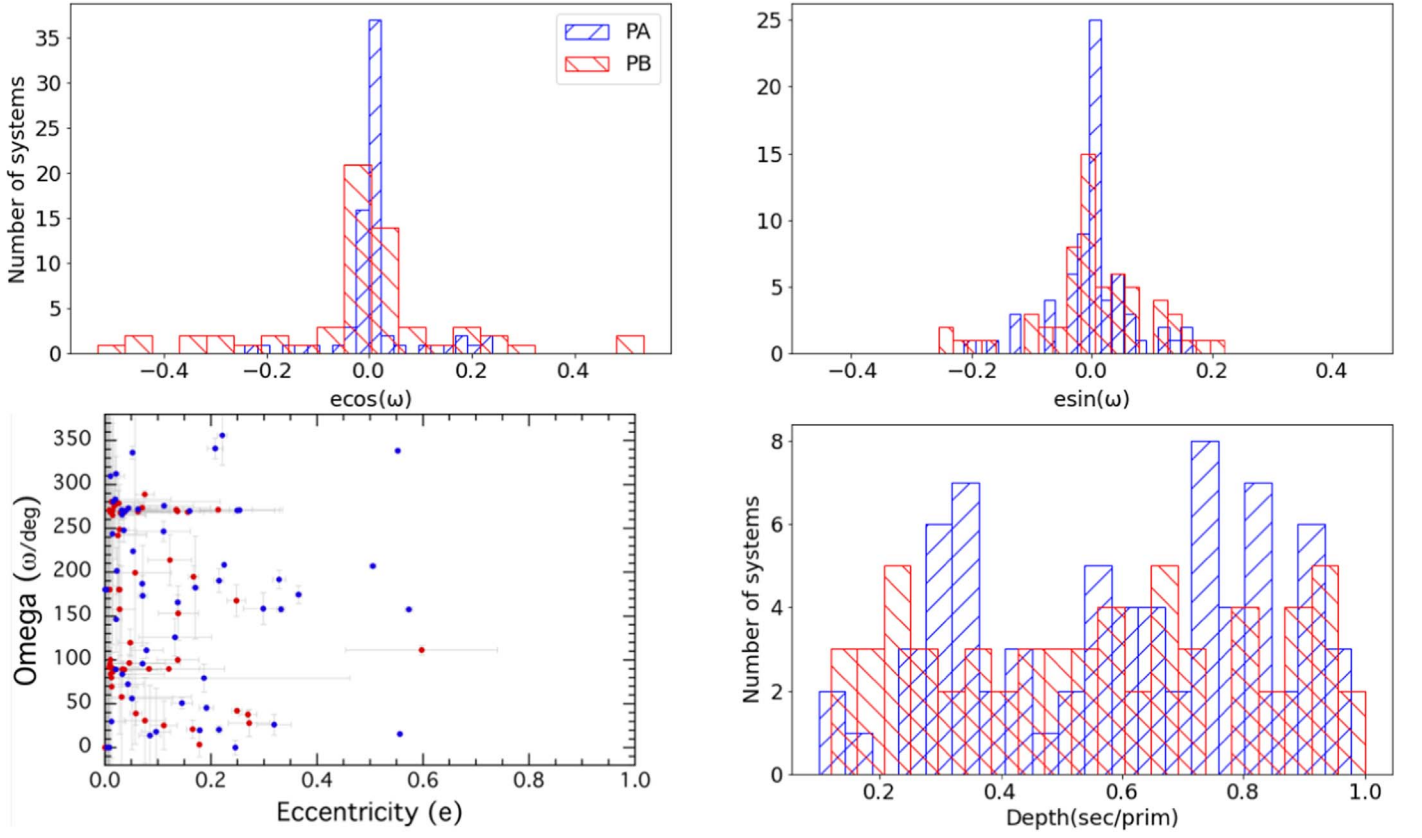 35
30
25
20
15
10
5
0
Number of systems
PA
PB
−0.4 −0.2 0.0 0.2 0.4
ecos(ω)
25
20
15
10
5
0
−0.4 −0.2 0.0 0.2 0.4
esin(ω)
350
300
250
200
150
100
50
0
Omega (ω/deg)
0.0 0.2 0.4 0.6 0.8 1.0
Eccentricity (e)
8
6
4
2
0
Number of systems
0.2 0.4 0.6 0.8 1.0
Depth(sec/prim)